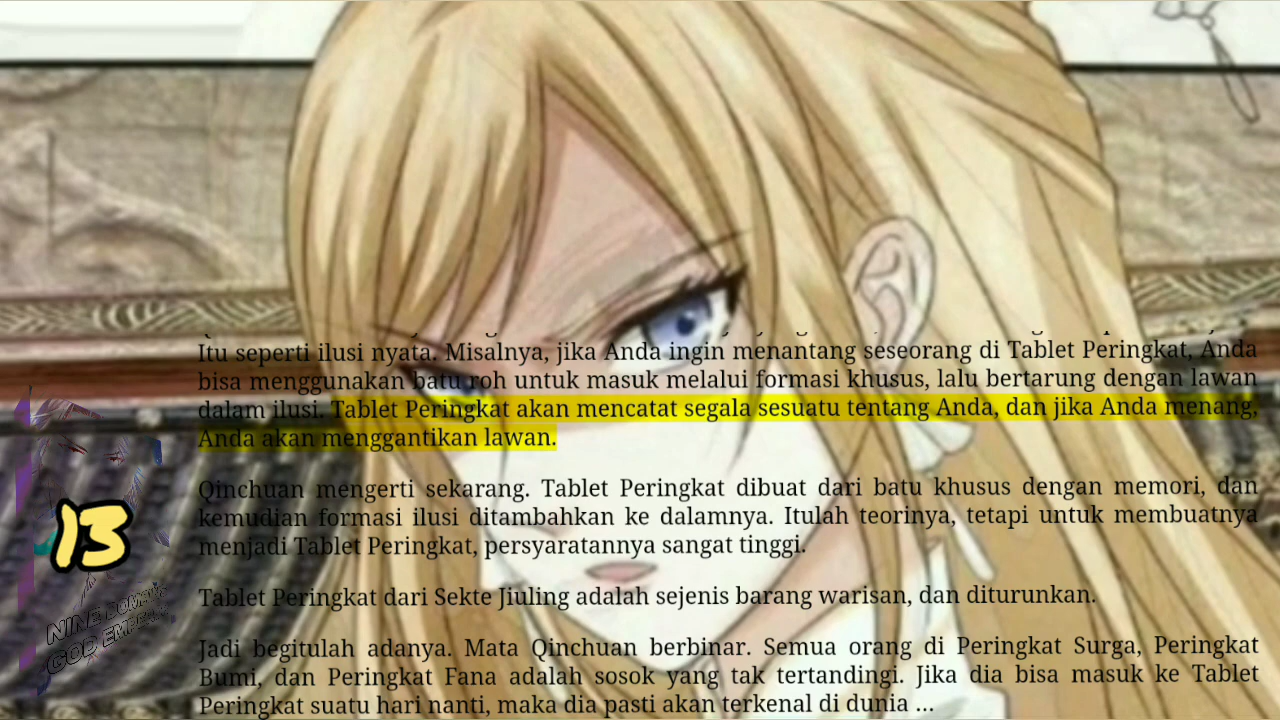 Itu seperti ilusi nyata. Misalnya, jika Anda ingin menantang seseorang di Tablet Peringkat, Anda
bisa menggunakan batu roh untuk masuk melalui formasi khusus, lalu bertarung dengan lawan
dalam ilusi. Tablet Peringkat akan mencatat segala sesuatu tentang Anda, dan jika Anda menang,
Anda akan menggantikan lawan.
Qinchuan mengerti sekarang. Tablet Peringkat dibuat dari batu khusus dengan memori, dan
kemudian formasi ilusi ditambahkan ke dalamnya. Itulah teorinya, tetapi untuk membuatnya
menjadi Tablet Peringkat, persyaratannya sangat tinggi.
Tablet Peringkat dari Sekte Jiuling adalah sejenis barang warisan, dan diturunkan.
Jadi begitulah adanya. Mata Qinchuan berbinar. Semua orang di Peringkat Surga, Peringkat
Bumi, dan Peringkat Fana adalah sosok yang tak tertandingi. Jika dia bisa masuk ke Tablet
Peringkat suatu hari nanti, maka dia pasti akan terkenal di dunia ...
13
NINE DOMAIN
GOD EMPEROR